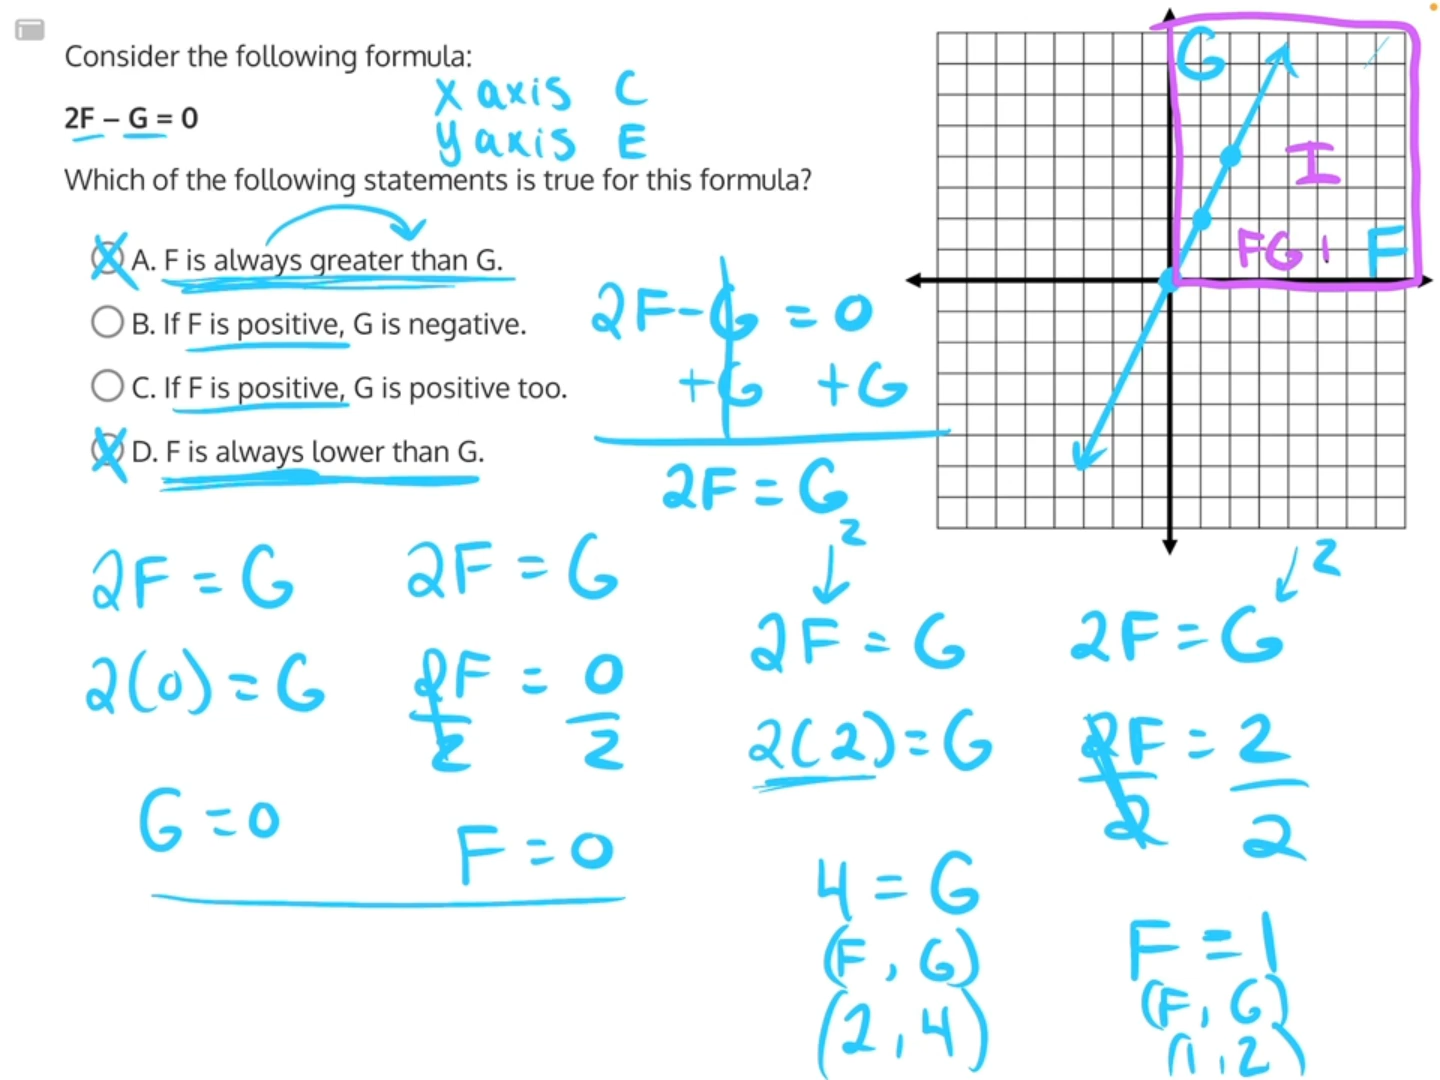 Consider the following formula:
2F – G = 0
x axis C
y axis E
Which of the following statements is true for this formula?
A. F is always greater than G.
B. If F is positive, G is negative.
C. If F is positive, G is positive too.
D. F is always lower than G.
G
I
FG
F
2F-G = 0
+G +G
2F = G
2F = G
2(0) = G
G = 0
2F = G
2F = 0
2 2
F = 0
2
2F = G
2(2) = G
4 = G
(F, G)
(2, 4)
2
2F = G
2F = 2
2 2
F = 1
(F, G)
(1, 2)